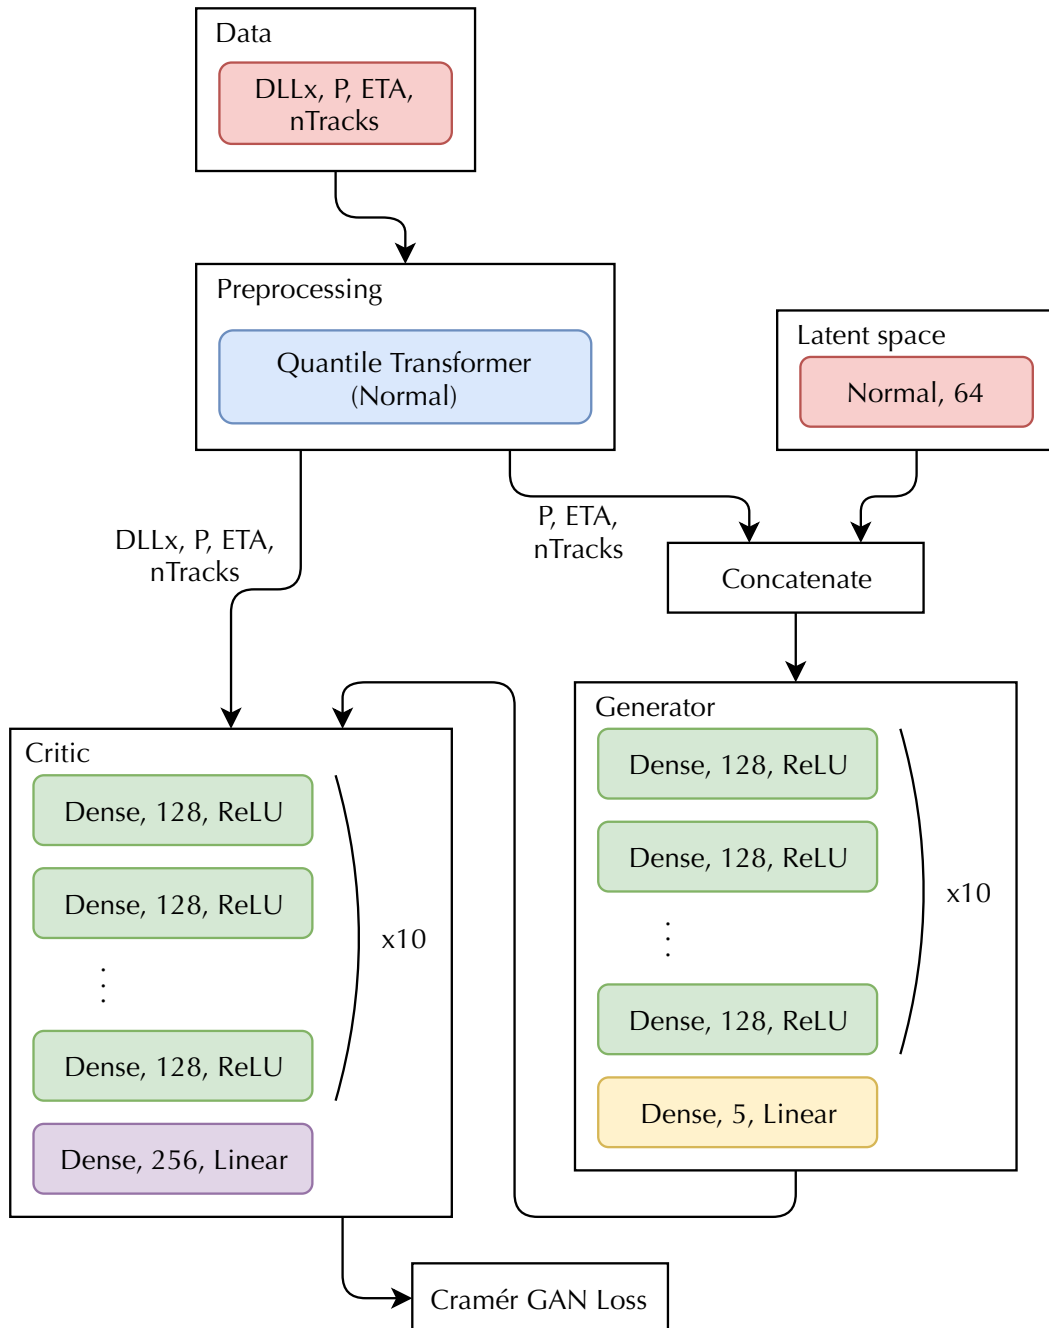 Data
DLLx, P, ETA,
nTracks
Preprocessing
Quantile Transformer
(Normal)
Latent space
Normal, 64
DLLx, P, ETA,
nTracks
P, ETA,
nTracks
Concatenate
Critic
Dense, 128, ReLU
Dense, 128, ReLU
⋮
Dense, 128, ReLU
x10
Dense, 256, Linear
Generator
Dense, 128, ReLU
Dense, 128, ReLU
⋮
Dense, 128, ReLU
x10
Dense, 5, Linear
Cramér GAN Loss